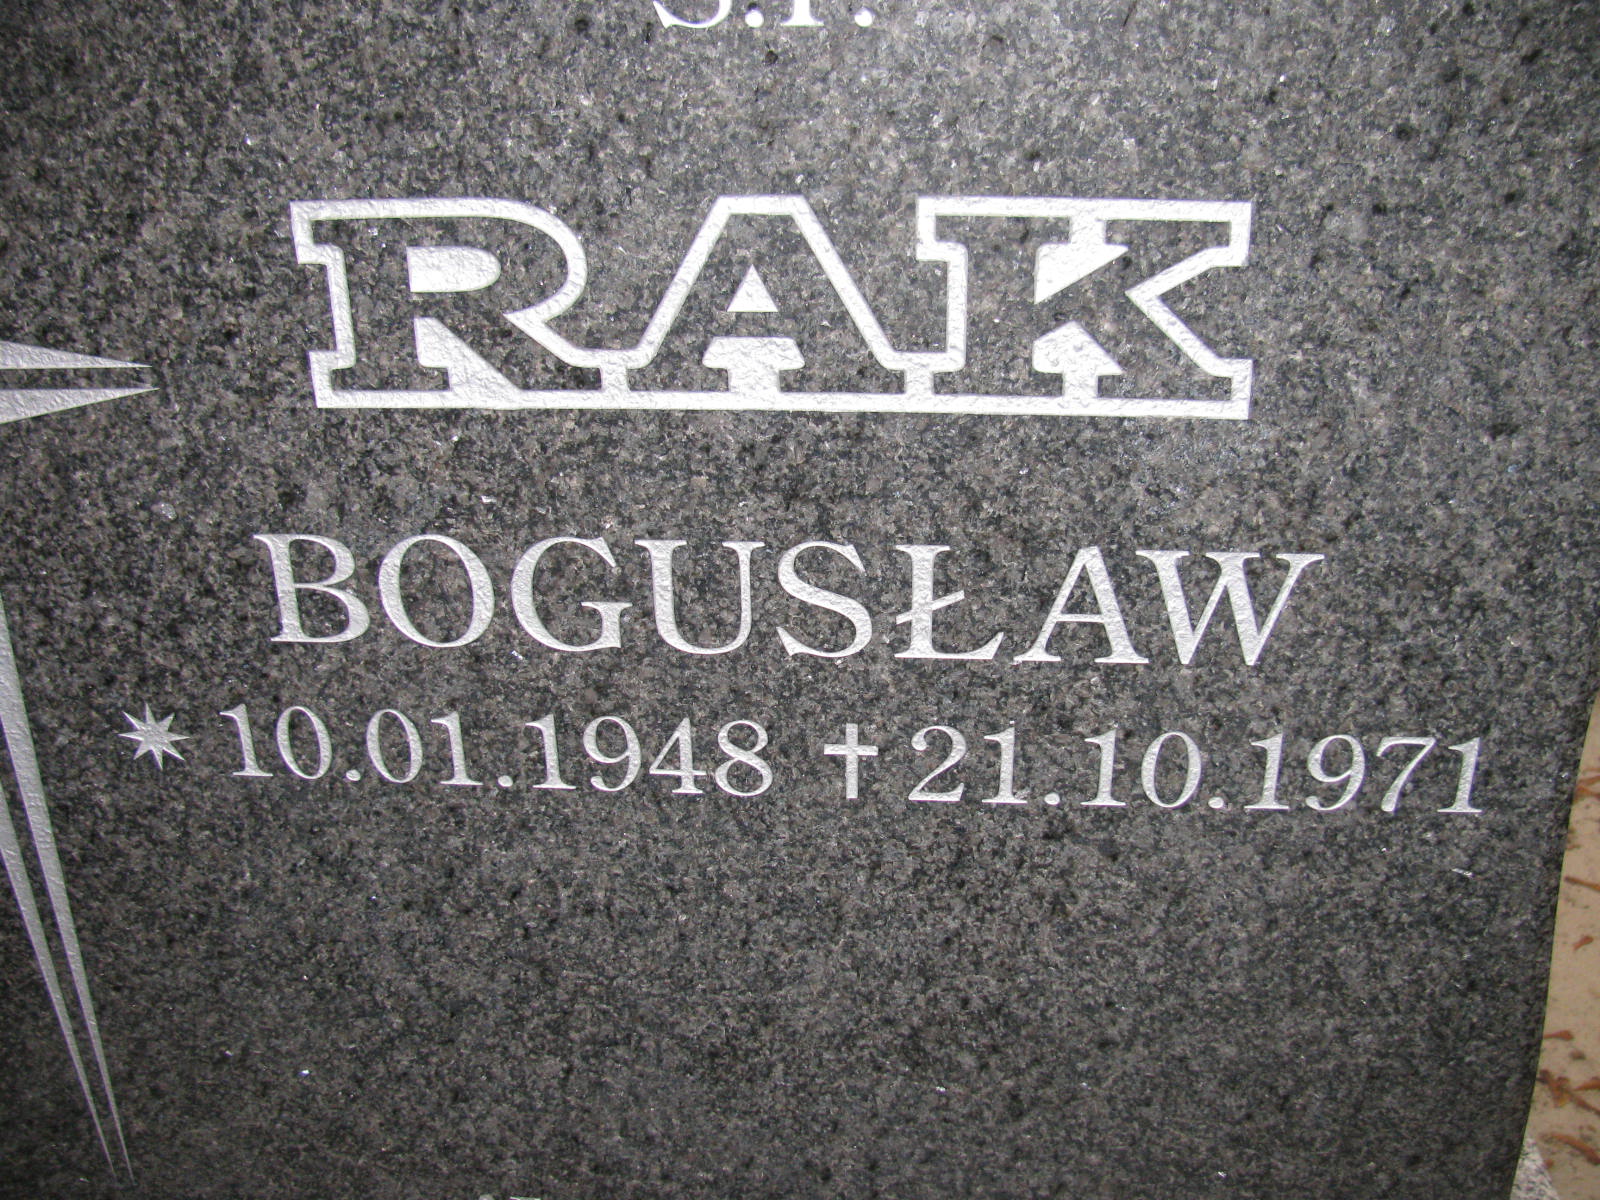 Ś.P.
RAK
BOGUSŁAW
* 10.01.1948 ✝ 21.10.1971